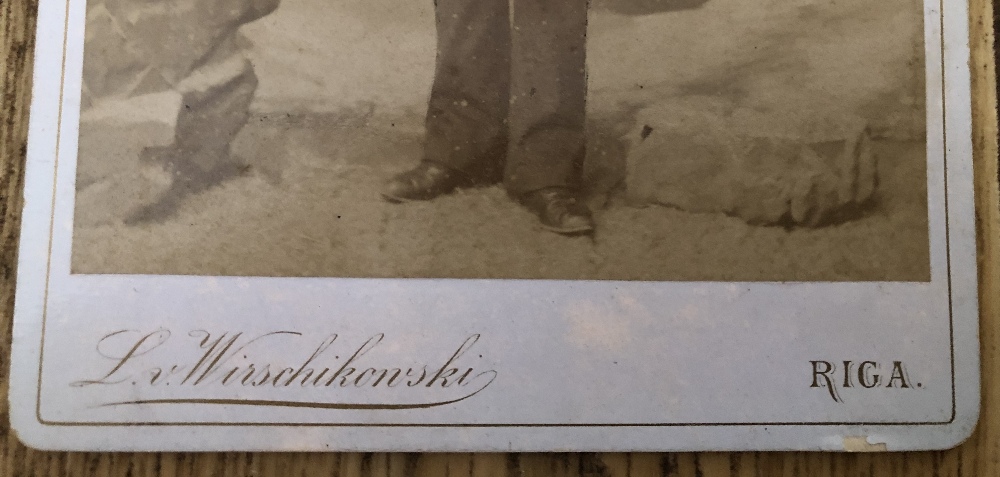 L. v. Wirschikowski
RIGA.